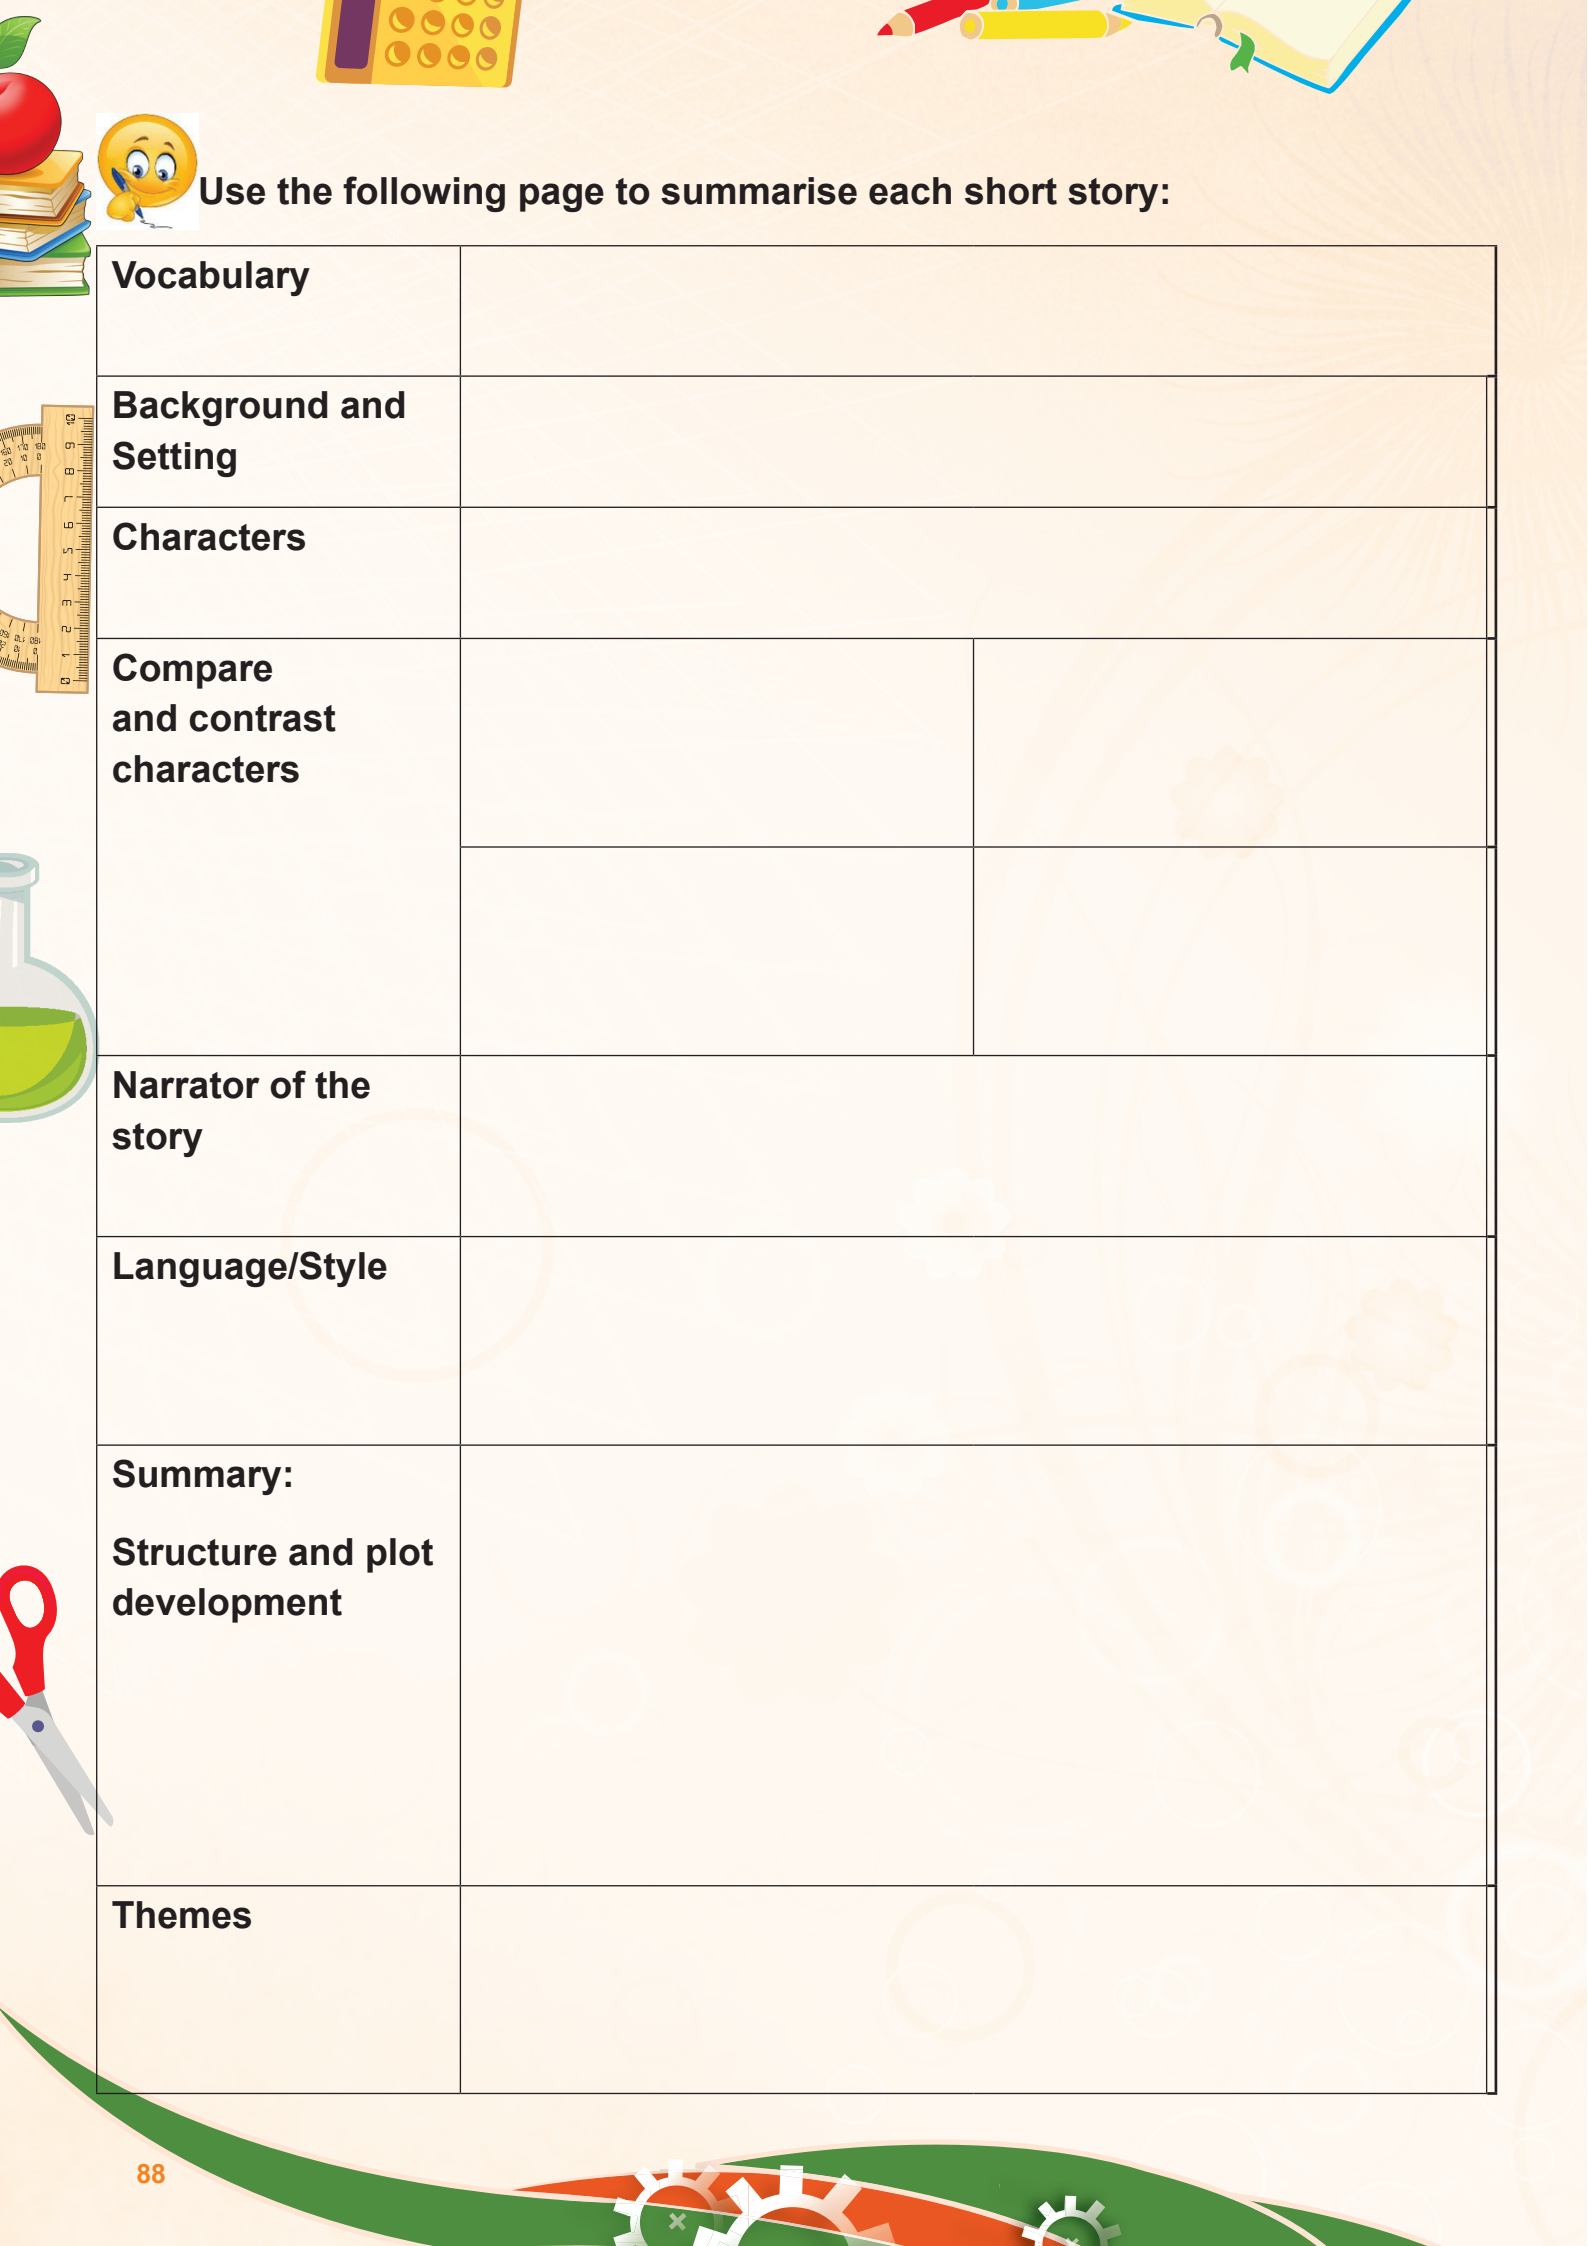 Use the following page to summarise each short story:
Vocabulary
Background and
Setting
Characters
Compare
and contrast
characters
Narrator of the
story
Language/Style
Summary:
Structure and plot
development
Themes
88